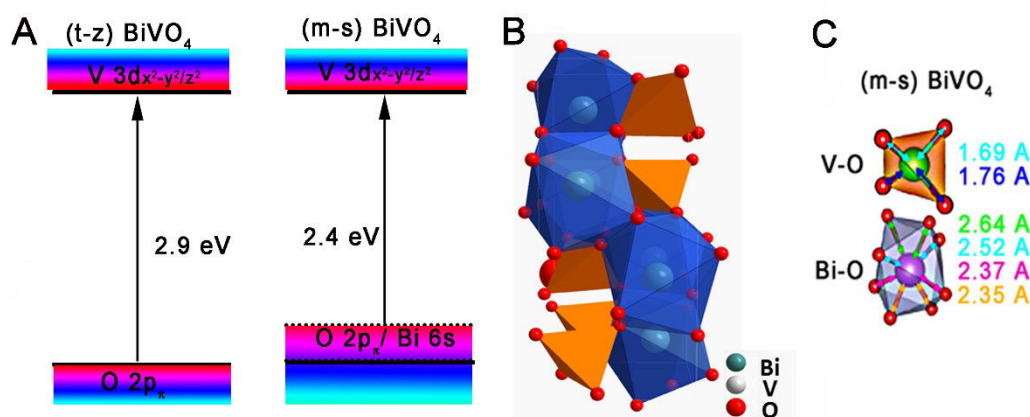 A
(t-z) BiVO₄
V 3dx²-y²/z²
2.9 eV
O 2pπ
(m-s) BiVO₄
V 3dx²-y²/z²
2.4 eV
O 2pπ/ Bi 6s
B
Bi
V
O
C
(m-s) BiVO₄
V-O
1.69 A
1.76 A
Bi-O
2.64 A
2.52 A
2.37 A
2.35 A